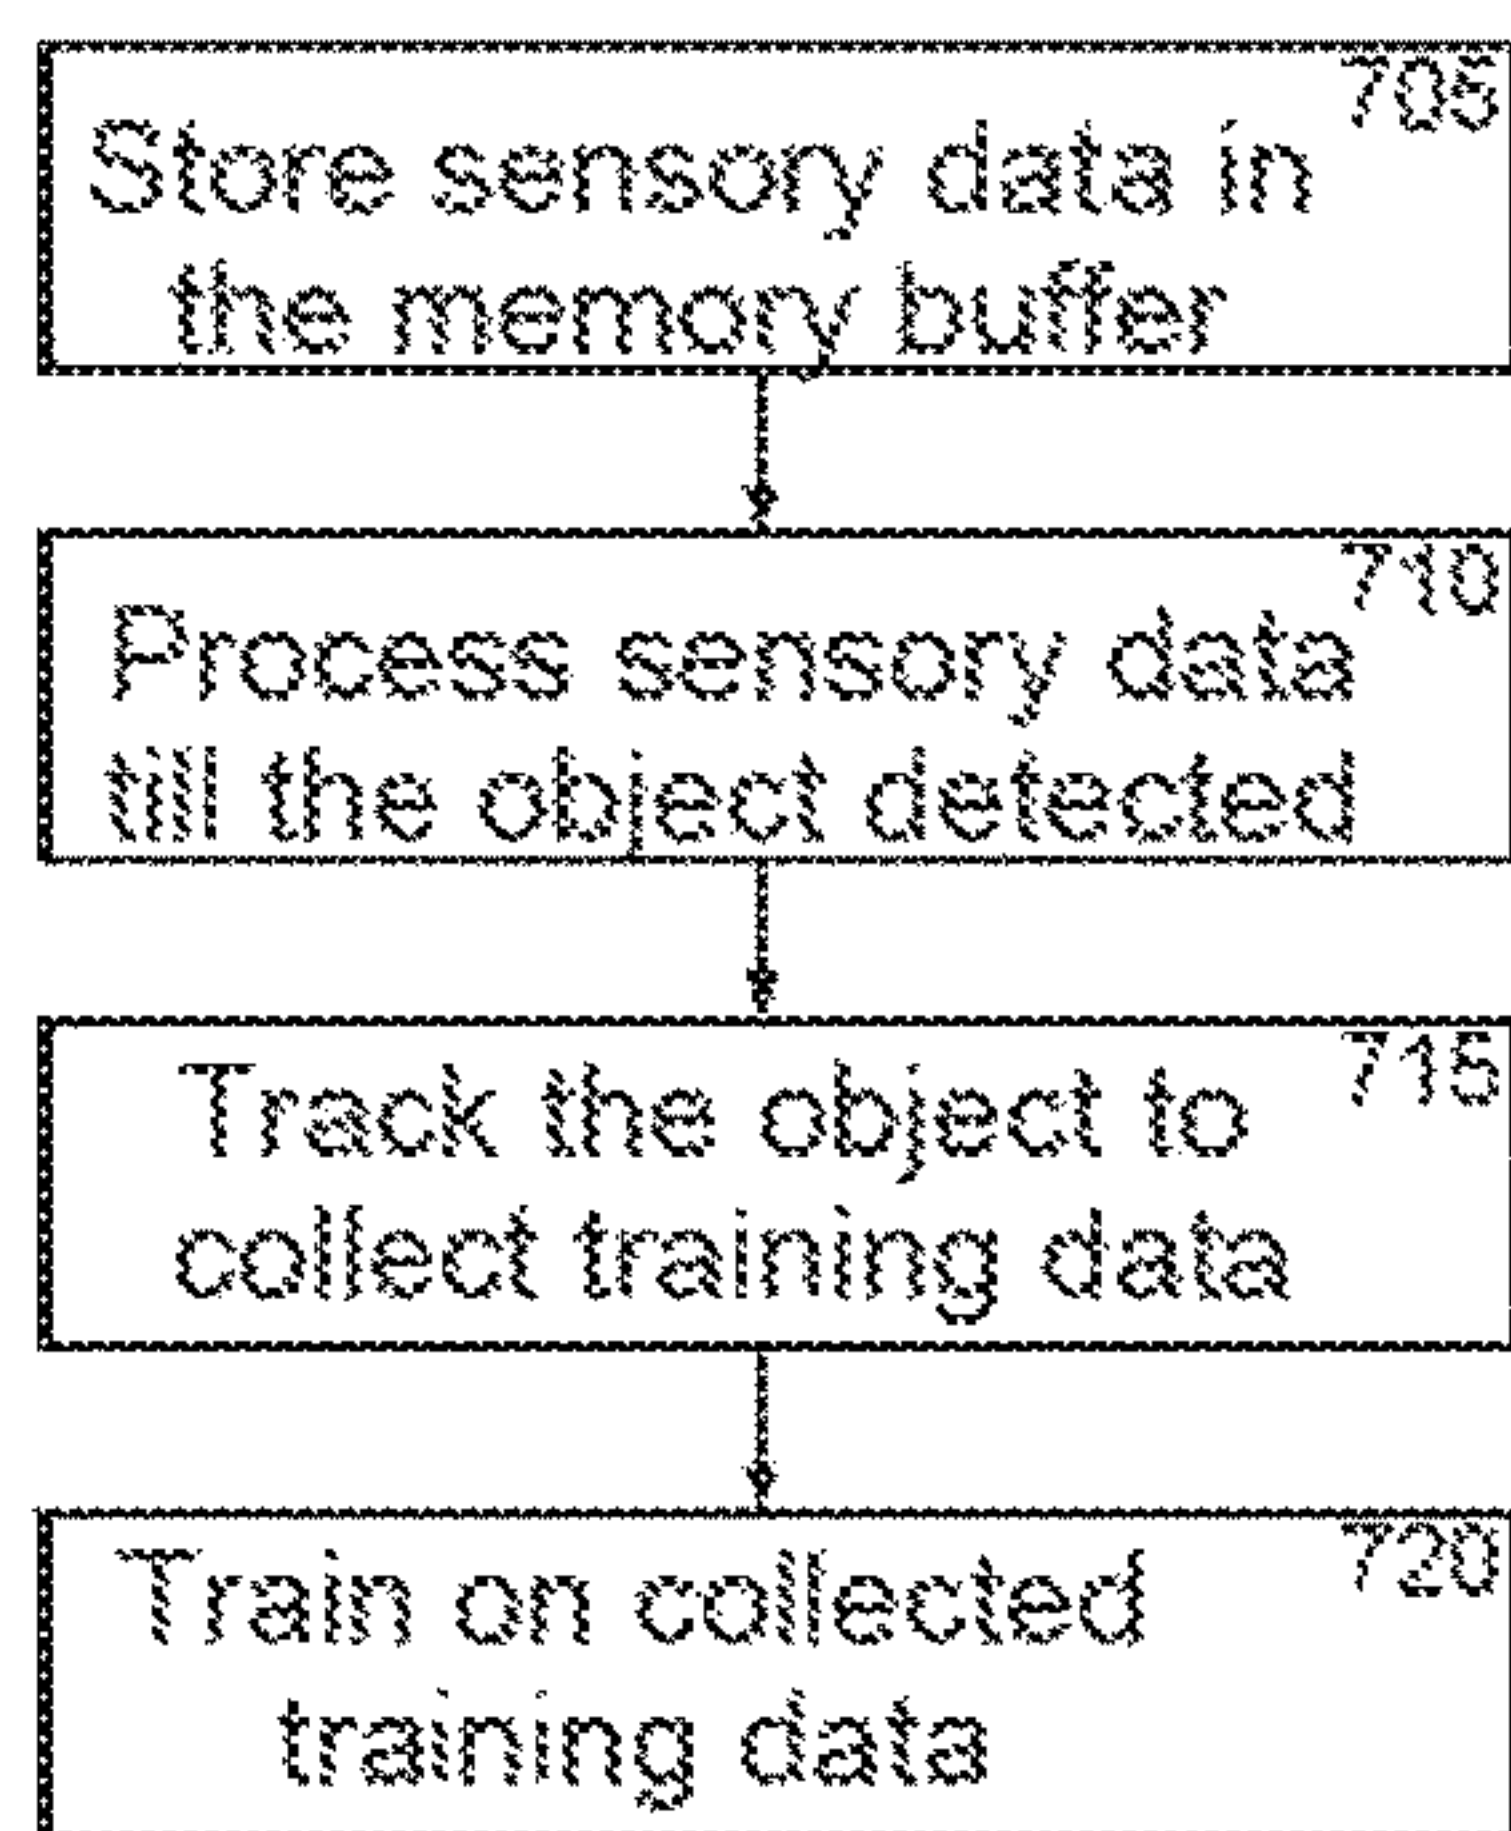 705
Store sensory data in
the memory buffer
710
Process sensory data
till the object detected
715
Track the object to
collect training data
720
Train on collected
training data